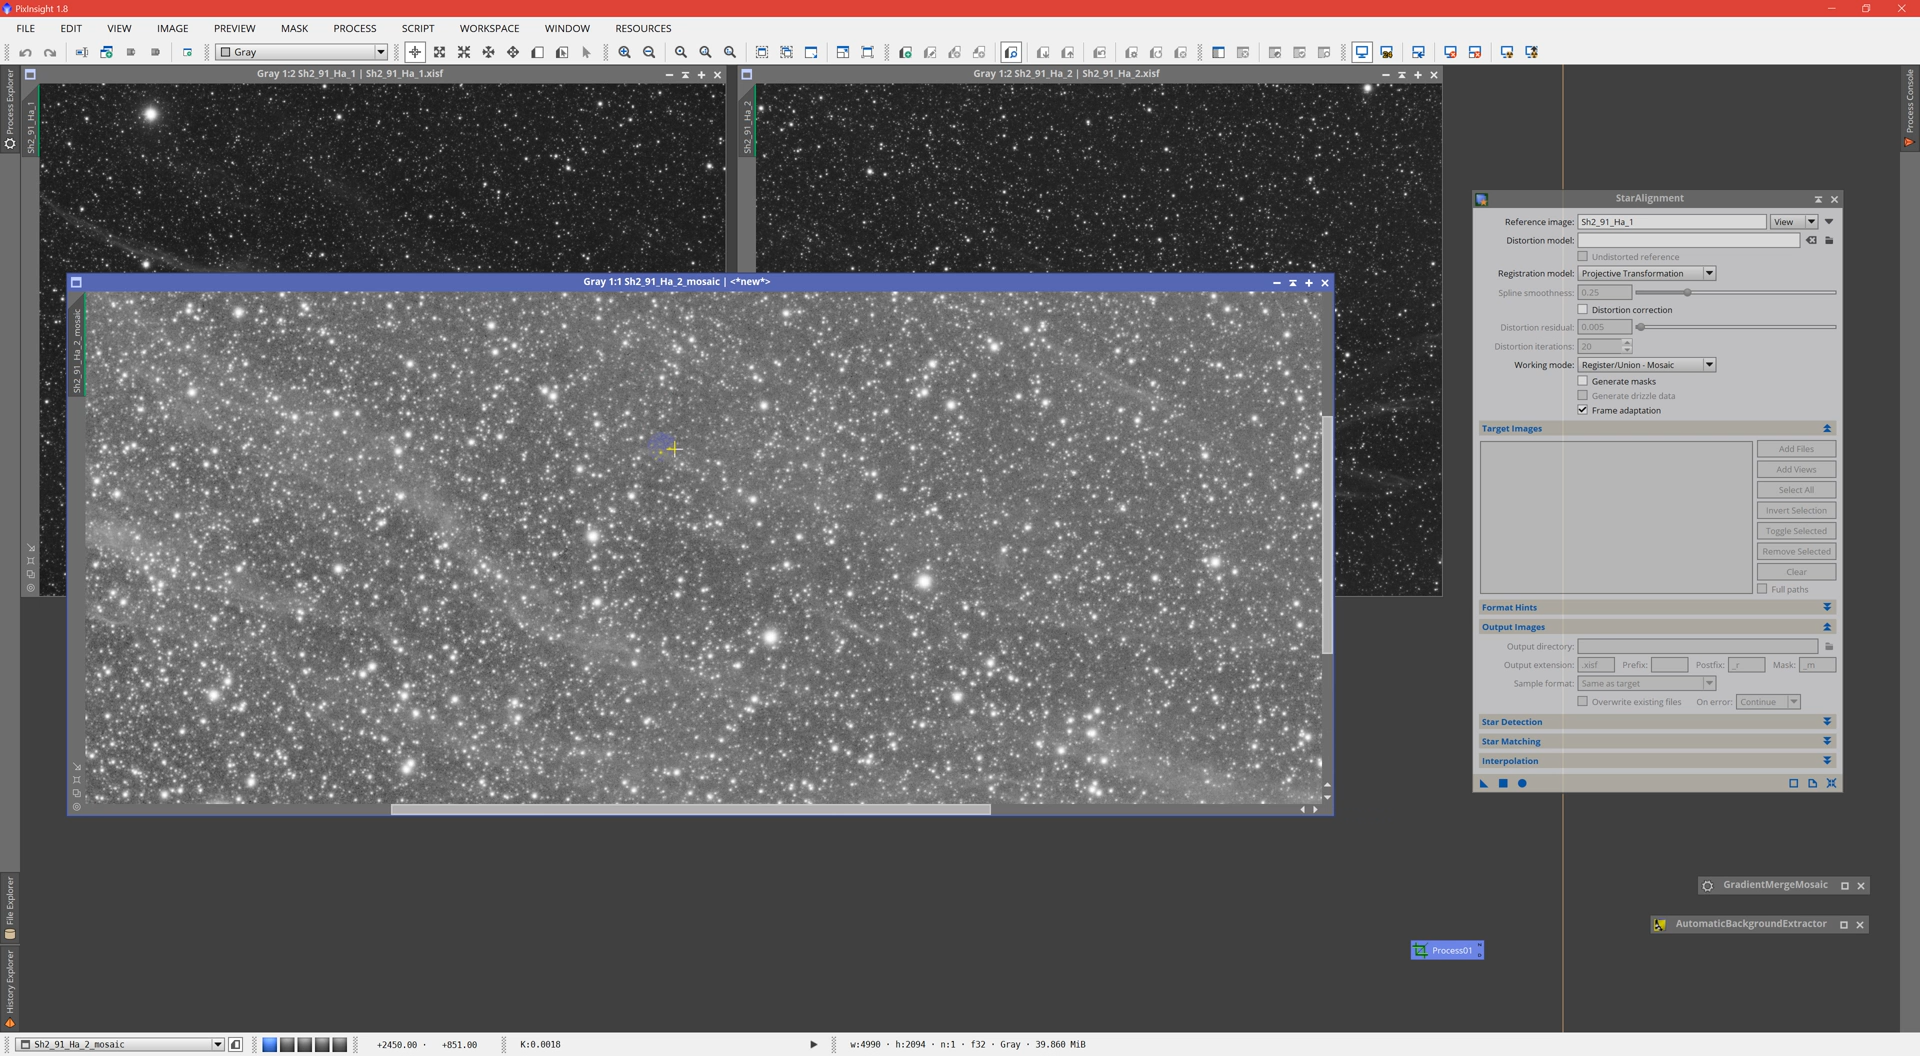 PixInsight 1.8
FILE EDIT VIEW IMAGE PROCESS SCRIPT WORKSPACE WINDOW RESOURCES
PREVIEW MASK
Gray
Process Explorer
File Explorer
History Explorer
Process Console
Gray 1:2 Sh2_91_Ha_1 | Sh2_91_Ha_1.xisf
Sh2_91_Ha_1
Gray 1:2 Sh2_91_Ha_2 | Sh2_91_Ha_2.xisf
Sh2_91_Ha_2
Gray 1:1 Sh2_91_Ha_2_mosaic | <*new*>
Sh2_91_Ha_2_mosaic
StarAlignment
Reference image: Sh2_91_Ha_1 View
Distortion model:
Undistorted reference
Registration model: Projective Transformation
Spline smoothness: 0.25
Distortion correction
Distortion residual: 0.005
Distortion iterations: 20
Working mode: Register/Union - Mosaic
Generate masks
Generate drizzle data
Frame adaptation
Target Images
Add Files
Add Views
Select All
Invert Selection
Toggle Selected
Remove Selected
Clear
Full paths
Format Hints
Output Images
Output directory:
Output extension: .xisf Prefix: Postfix: _r Mask: _m
Sample format: Same as target
Overwrite existing files On error: Continue
Star Detection
Star Matching
Interpolation
GradientMergeMosaic
AutomaticBackgroundExtractor
Process01
Sh2_91_Ha_2_mosaic
+2450.00 · +851.00
K:0.0018
w:4990 · h:2094 · n:1 · f32 · Gray · 39.860 MiB